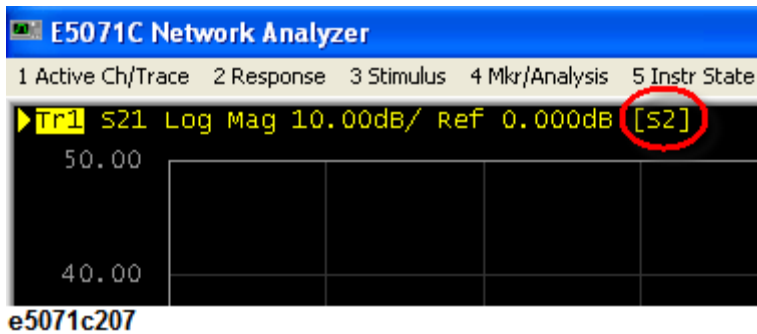 E5071C Network Analyzer
1 Active Ch/Trace 2 Response 3 Stimulus 4 Mkr/Analysis 5 Instr State
Tr1 S21 Log Mag 10.00dB/ Ref 0.000dB [S2]
50.00
40.00
e5071c207